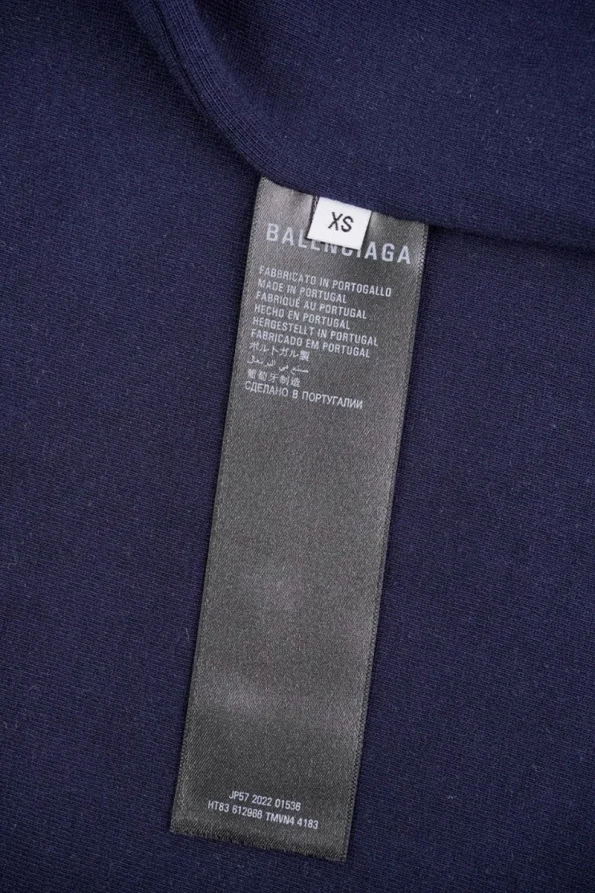 XS
BALENCIAGA
FABBRICATO IN PORTOGALLO
MADE IN PORTUGAL
FABRIQUÉ AU PORTUGAL
HECHO EN PORTUGAL
HERGESTELLT IN PORTUGAL
FABRICADO EM PORTUGAL
ポルトガル製
صنع في البرتغال
葡萄牙制造
СДЕЛАНО В ПОРТУГАЛИИ
JP57 2022 01536
HT83 612966 TMVN4 4183